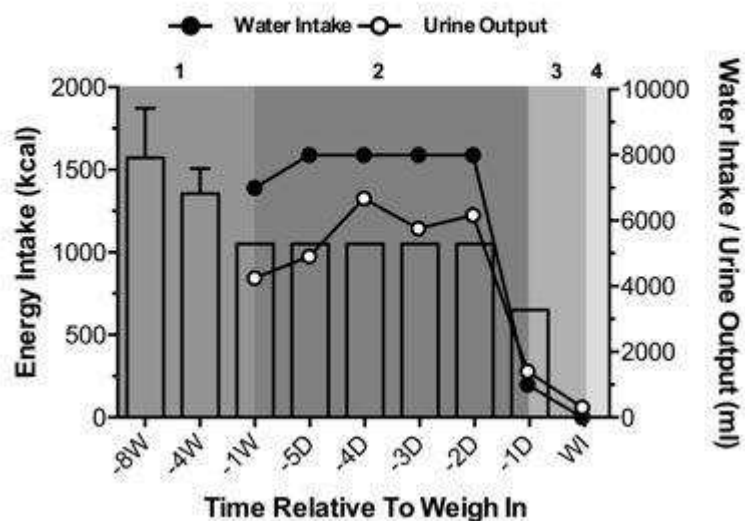 Water Intake Urine Output
1 2 3 4
2000
1500
1000
500
0
Energy Intake (kcal)
10000
8000
6000
4000
2000
0
Water Intake / Urine Output (ml)
-8W -4W -1W -5D -4D -3D -2D -1D WI
Time Relative To Weigh In